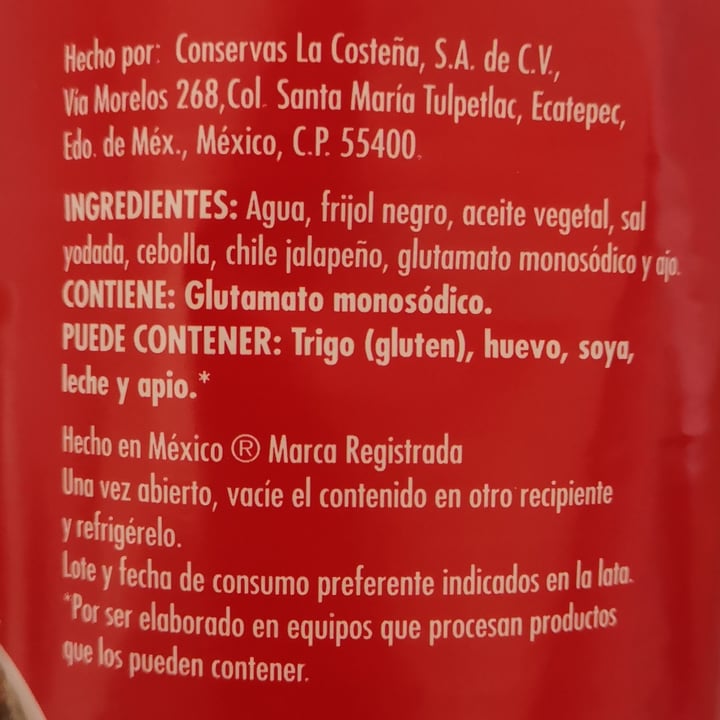 Hecho por: Conservas La Costeña, S.A. de C.V.,
Vía Morelos 268, Col. Santa María Tulpetlac, Ecatepec,
Edo. de Méx., México, C.P. 55400.
INGREDIENTES: Agua, frijol negro, aceite vegetal, sal
yodada, cebolla, chile jalapeño, glutamato monosódico y ajo.
CONTIENE: Glutamato monosódico.
PUEDE CONTENER: Trigo (gluten), huevo, soya,
leche y apio.*
Hecho en México ® Marca Registrada
Una vez abierto, vacíe el contenido en otro recipiente
y refrigérelo.
Lote y fecha de consumo preferente indicados en la lata.
*Por ser elaborado en equipos que procesan productos
que los pueden contener.